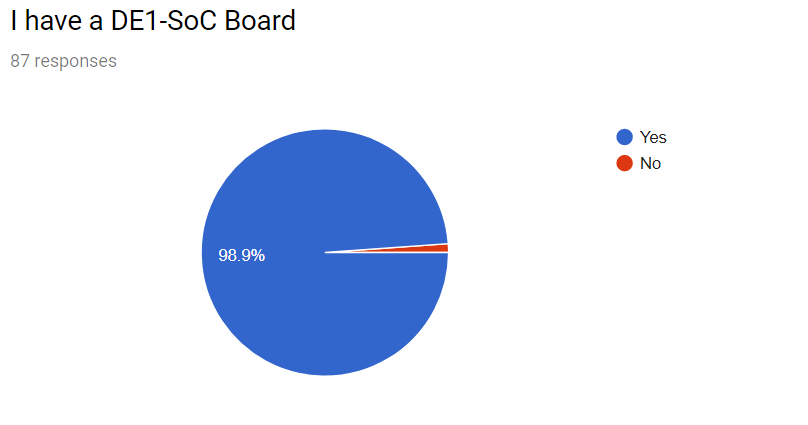 I have a DE1-SoC Board
87 responses
Yes
No
98.9%